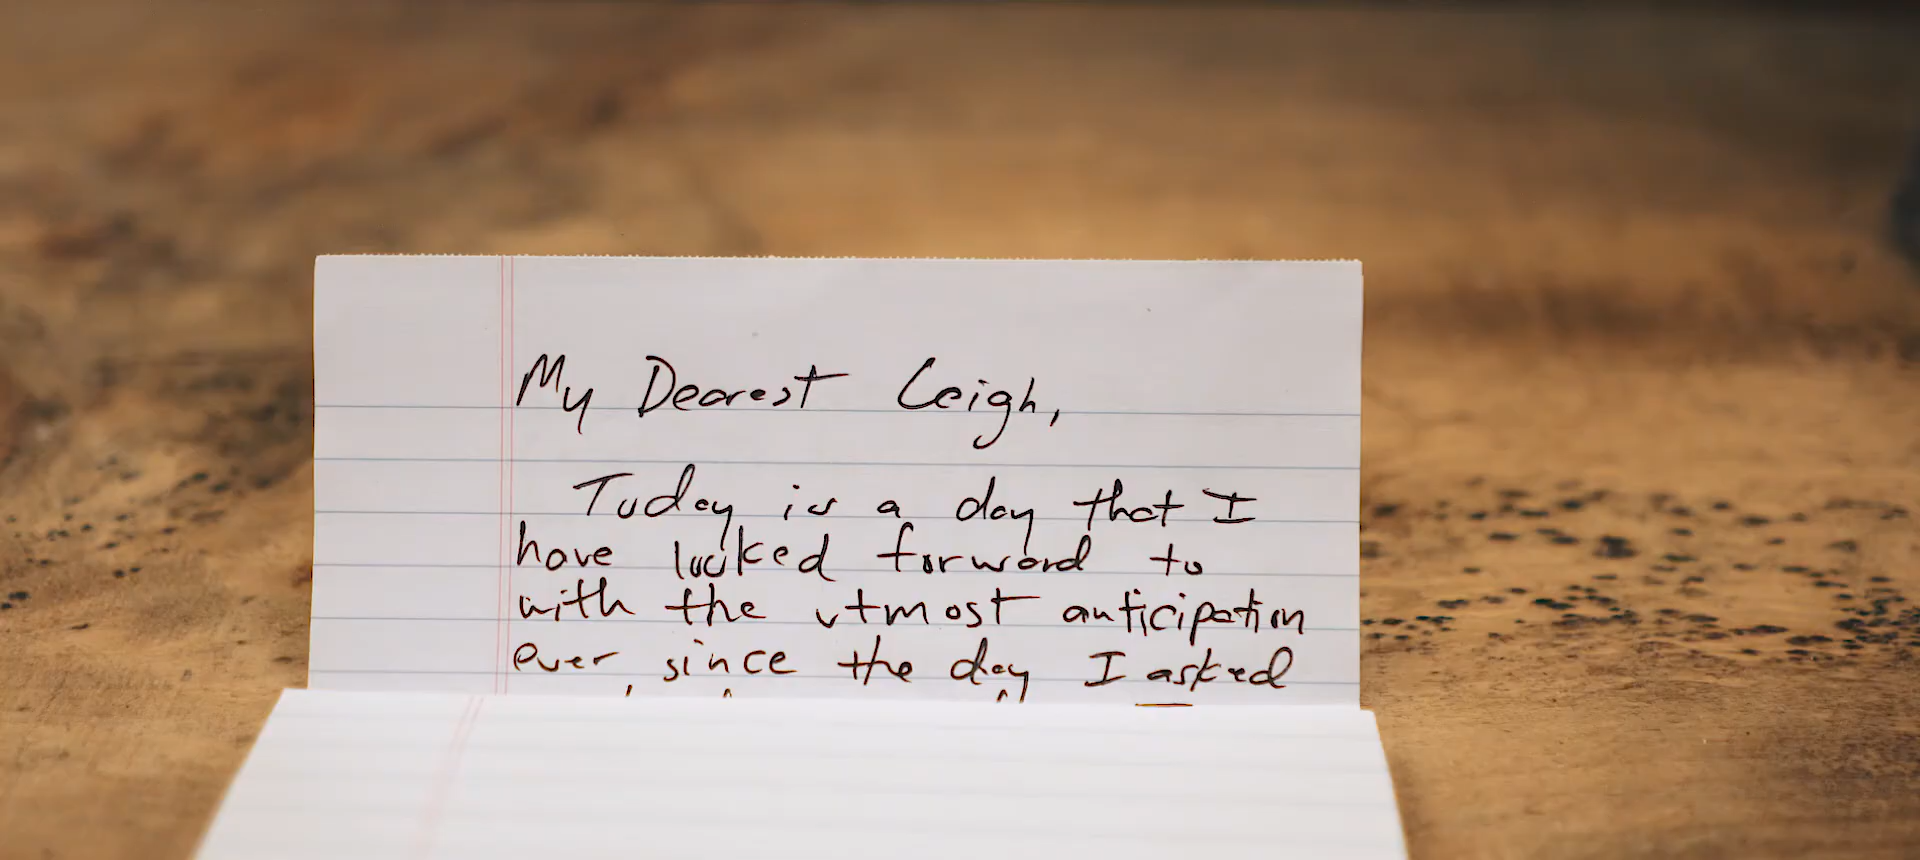 My Dearest Leigh,
Today is a day that I
have looked forward to
with the utmost anticipation
ever since the day I asked